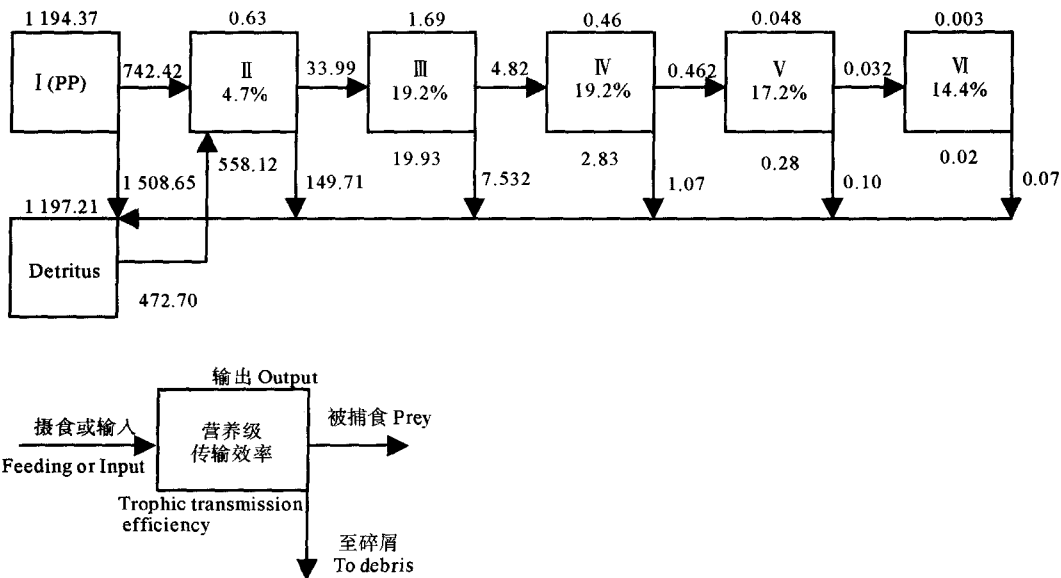 1 194.37
0.63
1.69
0.46
0.048
0.003
I (PP)
742.42
II
4.7%
33.99
III
19.2%
4.82
IV
19.2%
0.462
V
17.2%
0.032
VI
14.4%
1 508.65
558.12
149.71
19.93
7.532
2.83
1.07
0.28
0.10
0.02
0.07
1 197.21
Detritus
472.70
输出 Output
摄食或输入
Feeding or Input
营养级
传输效率
被捕食 Prey
Trophic transmission
efficiency
至碎屑
To debris